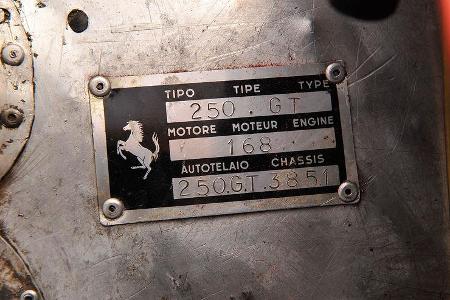 TIPO TIPE TYPE
250. GT
MOTORE MOTEUR ENGINE
168
AUTOTELAIO CHASSIS
250.G.T.3851